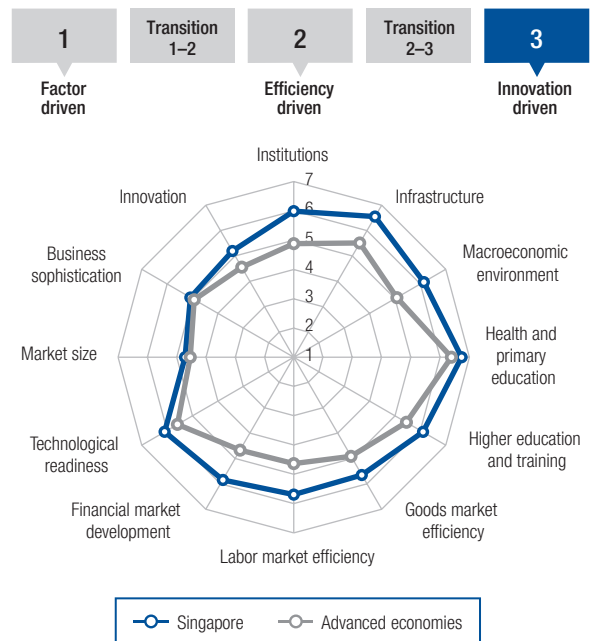 1
Transition
1–2
2
Transition
2–3
3
Factor
driven
Efficiency
driven
Innovation
driven
Institutions
7
6
5
4
3
2
1
Infrastructure
Macroeconomic
environment
Health and
primary
education
Higher education
and training
Goods market
efficiency
Labor market efficiency
Financial market
development
Technological
readiness
Market size
Business
sophistication
Innovation
Singapore
Advanced economies